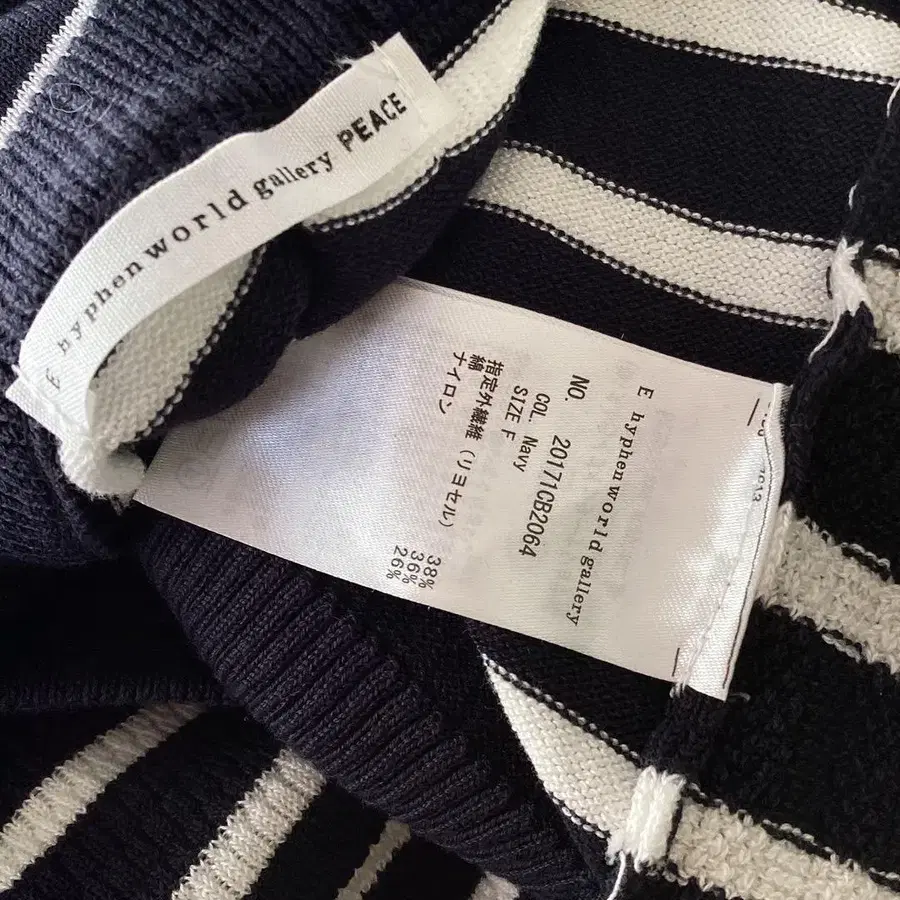 E hyphen world gallery PEACE
E hyphen world gallery
NO. 20171CB2064
COL. Navy
SIZE F
指定外繊維 (リヨセル) 38%
綿 36%
ナイロン 26%